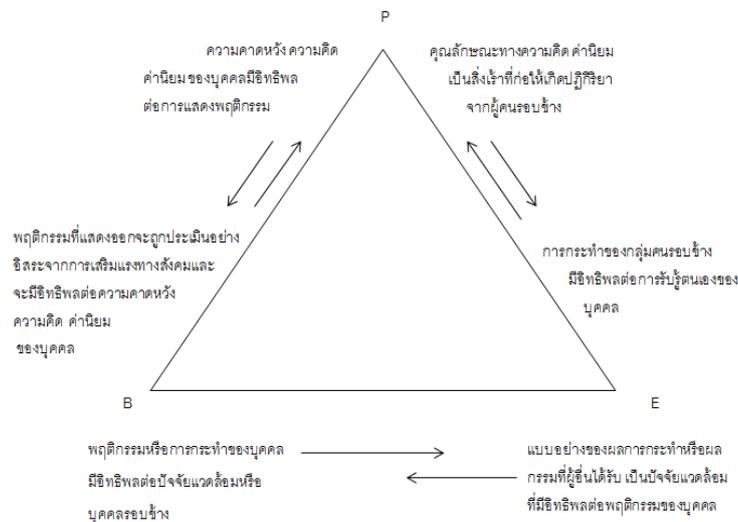 P
ความคาดหวัง ความคิด
ค่านิยม ของบุคคลมีอิทธิพล
ต่อการแสดงพฤติกรรม
คุณลักษณะทางความคิด ค่านิยม
เป็นสิ่งเร้าที่ก่อให้เกิดปฏิกิริยา
จากผู้คนรอบข้าง
พฤติกรรมที่แสดงออกจะถูกประเมินอย่าง
อิสระจากการเสริมแรงทางสังคมและ
จะมีอิทธิพลต่อความคาดหวัง
ความคิด ค่านิยม
ของบุคคล
การกระทำของกลุ่มคนรอบข้าง
มีอิทธิพลต่อการรับรู้ตนเองของ
บุคคล
B
E
พฤติกรรมหรือการกระทำของบุคคล
มีอิทธิพลต่อปัจจัยแวดล้อมหรือ
บุคคลรอบข้าง
แบบอย่างของผลการกระทำหรือผล
กรรมที่ผู้อื่นได้รับ เป็นปัจจัยแวดล้อม
ที่มีอิทธิพลต่อพฤติกรรมของบุคคล